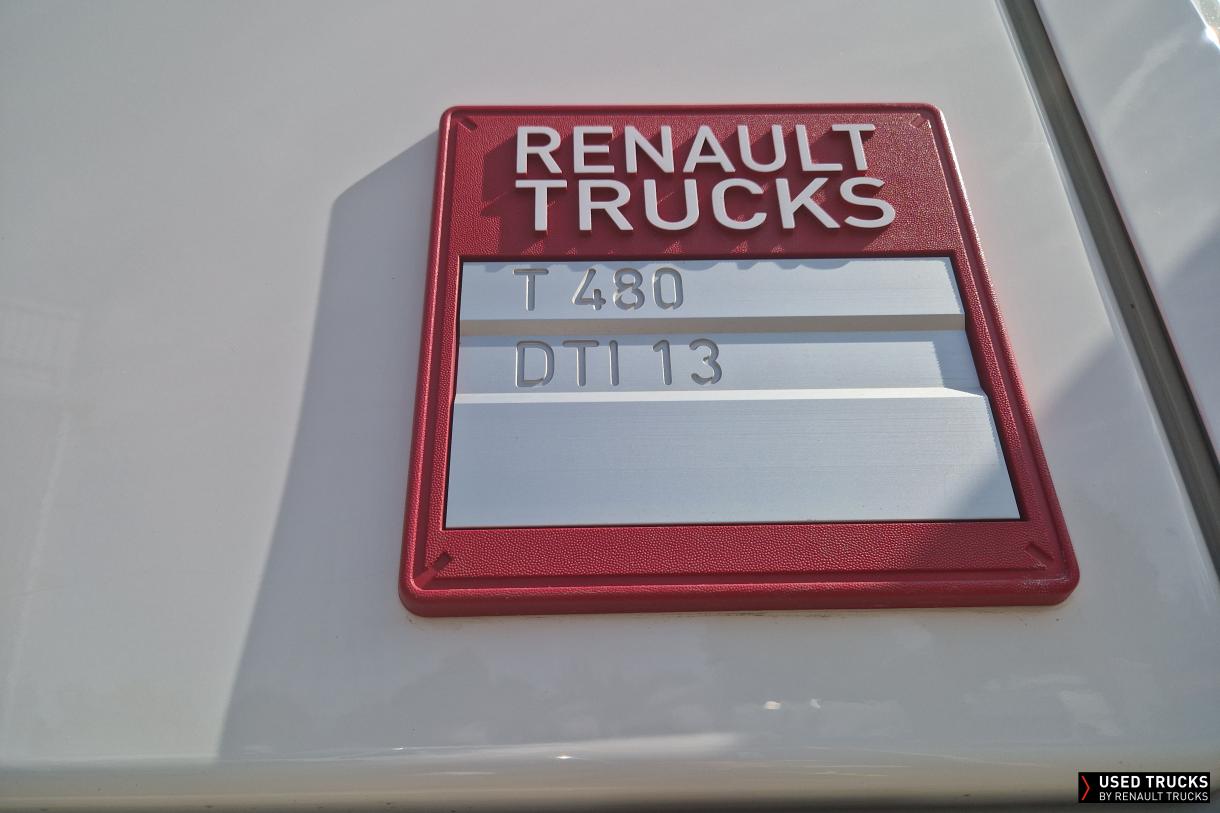 RENAULT
TRUCKS
T 480
DTI 13
USED TRUCKS
BY RENAULT TRUCKS